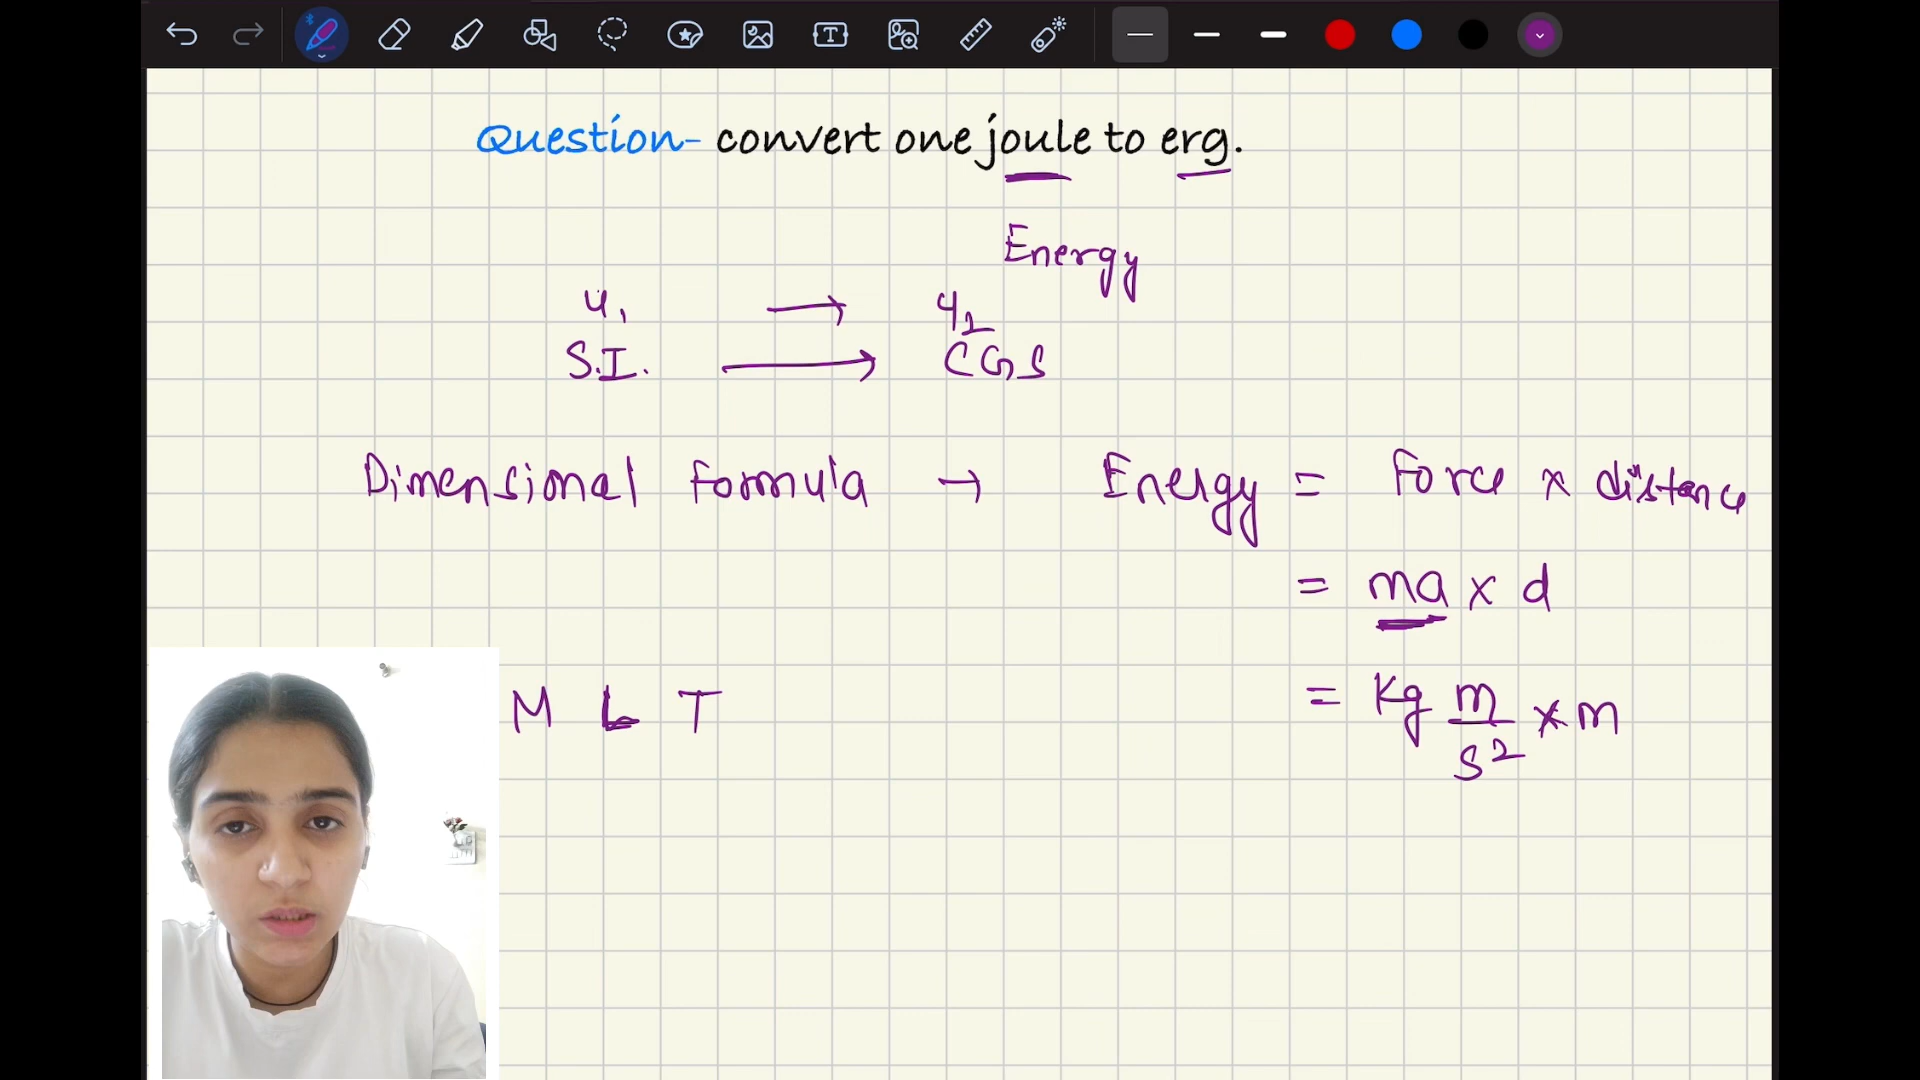 Question- convert one joule to erg.
Energy
u₁ → u₂
S.I. → CGS
Dimensional formula → Energy = Force x distance
= ma x d
M L T
= Kg m/s² x m